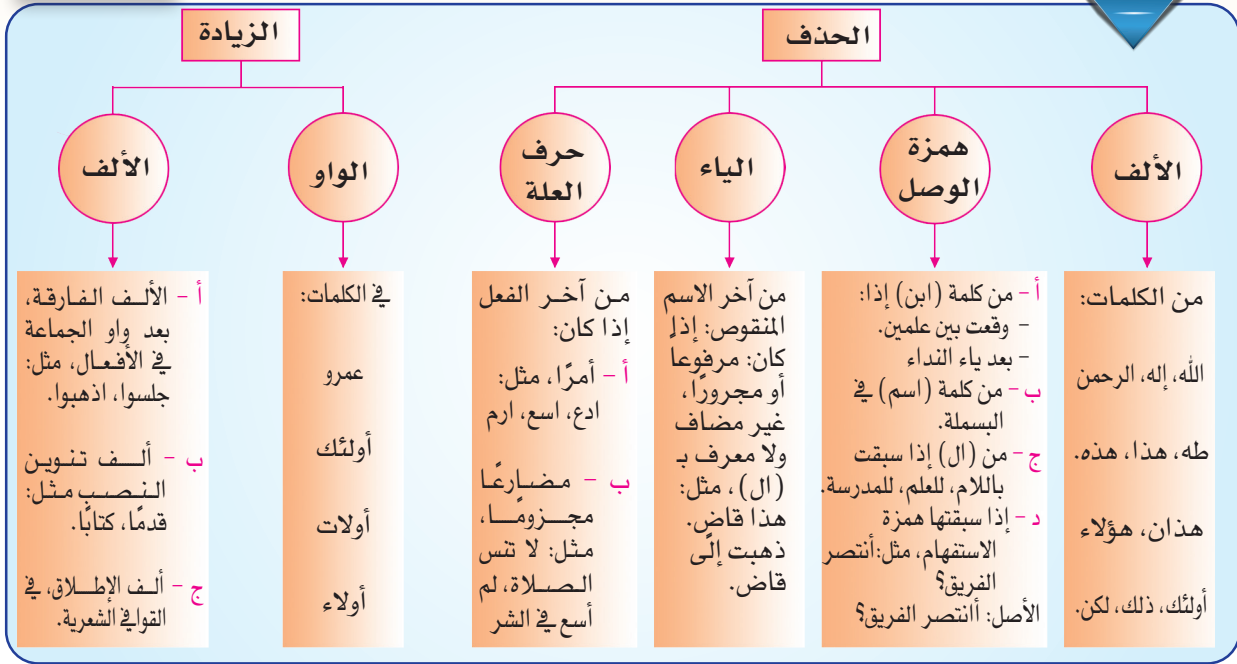 الحذف
الزيادة
الألف
همزة
الوصل
الياء
حرف
العلة
الواو
الألف
من الكلمات:
الله، إله، الرحمن
طه، هذا، هذه.
هذان، هؤلاء
أولئك، ذلك، لكن.
أ - من كلمة (ابن) إذا:
- وقعت بين علمين.
- بعد ياء النداء
ب - من كلمة (اسم) في
البسملة.
ج - من (ال) إذا سبقت
باللام، للعلم، للمدرسة.
د - إذا سبقتها همزة
الاستفهام، مثل: أنتصر
الفريق؟
الأصل: أانتصر الفريق؟
من آخر الاسم
المنقوص: إذا
كان: مرفوعا
أو مجرورًا،
غير مضاف
ولا معرف بـ
(ال)، مثل:
هذا قاضٍ.
ذهبت إلى
قاض.
من آخر الفعل
إذا كان:
أ - أمرًا، مثل:
ادع، اسع، ارم
ب - مضارعًا
مجزومًا،
مثل: لا تنس
الصلاة، لم
أسع في الشر
في الكلمات:
عمرو
أولئك
أولات
أولاء
أ - الألف الفارقة،
بعد واو الجماعة
في الأفعال، مثل:
جلسوا، اذهبوا.
ب - ألف تنوين
النصب مثل:
قدمًا، كتابًا.
ج - ألف الإطلاق، في
القوافي الشعرية.